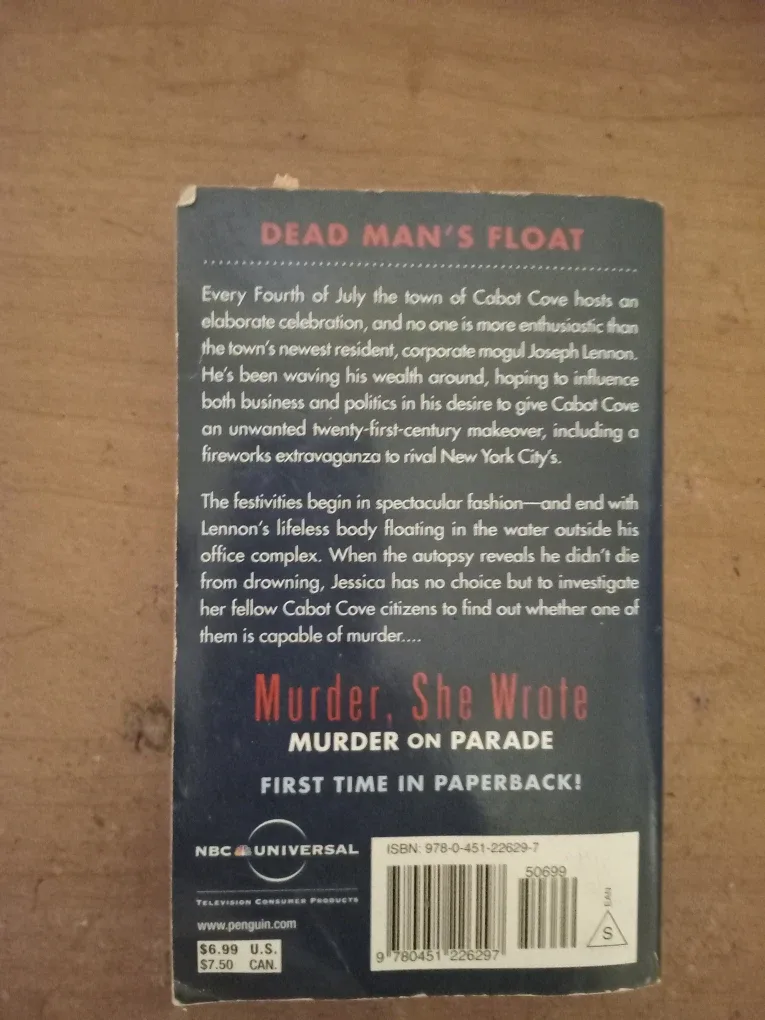 DEAD MAN'S FLOAT
Every Fourth of July the town of Cabot Cove hosts an
elaborate celebration, and no one is more enthusiastic than
the town's newest resident, corporate mogul Joseph Lennon.
He's been waving his wealth around, hoping to influence
both business and politics in his desire to give Cabot Cove
an unwanted twenty-first-century makeover, including a
fireworks extravaganza to rival New York City's.
The festivities begin in spectacular fashion—and end with
Lennon's lifeless body floating in the water outside his
office complex. When the autopsy reveals he didn't die
from drowning, Jessica has no choice but to investigate
her fellow Cabot Cove citizens to find out whether one of
them is capable of murder....
Murder, She Wrote
MURDER ON PARADE
FIRST TIME IN PAPERBACK!
NBC UNIVERSAL
TELEVISION CONSUMER PRODUCTS
www.penguin.com
$6.99 U.S.
$7.50 CAN.
ISBN: 978-0-451-22629-7
50699
9 780451 226297
EAN
S